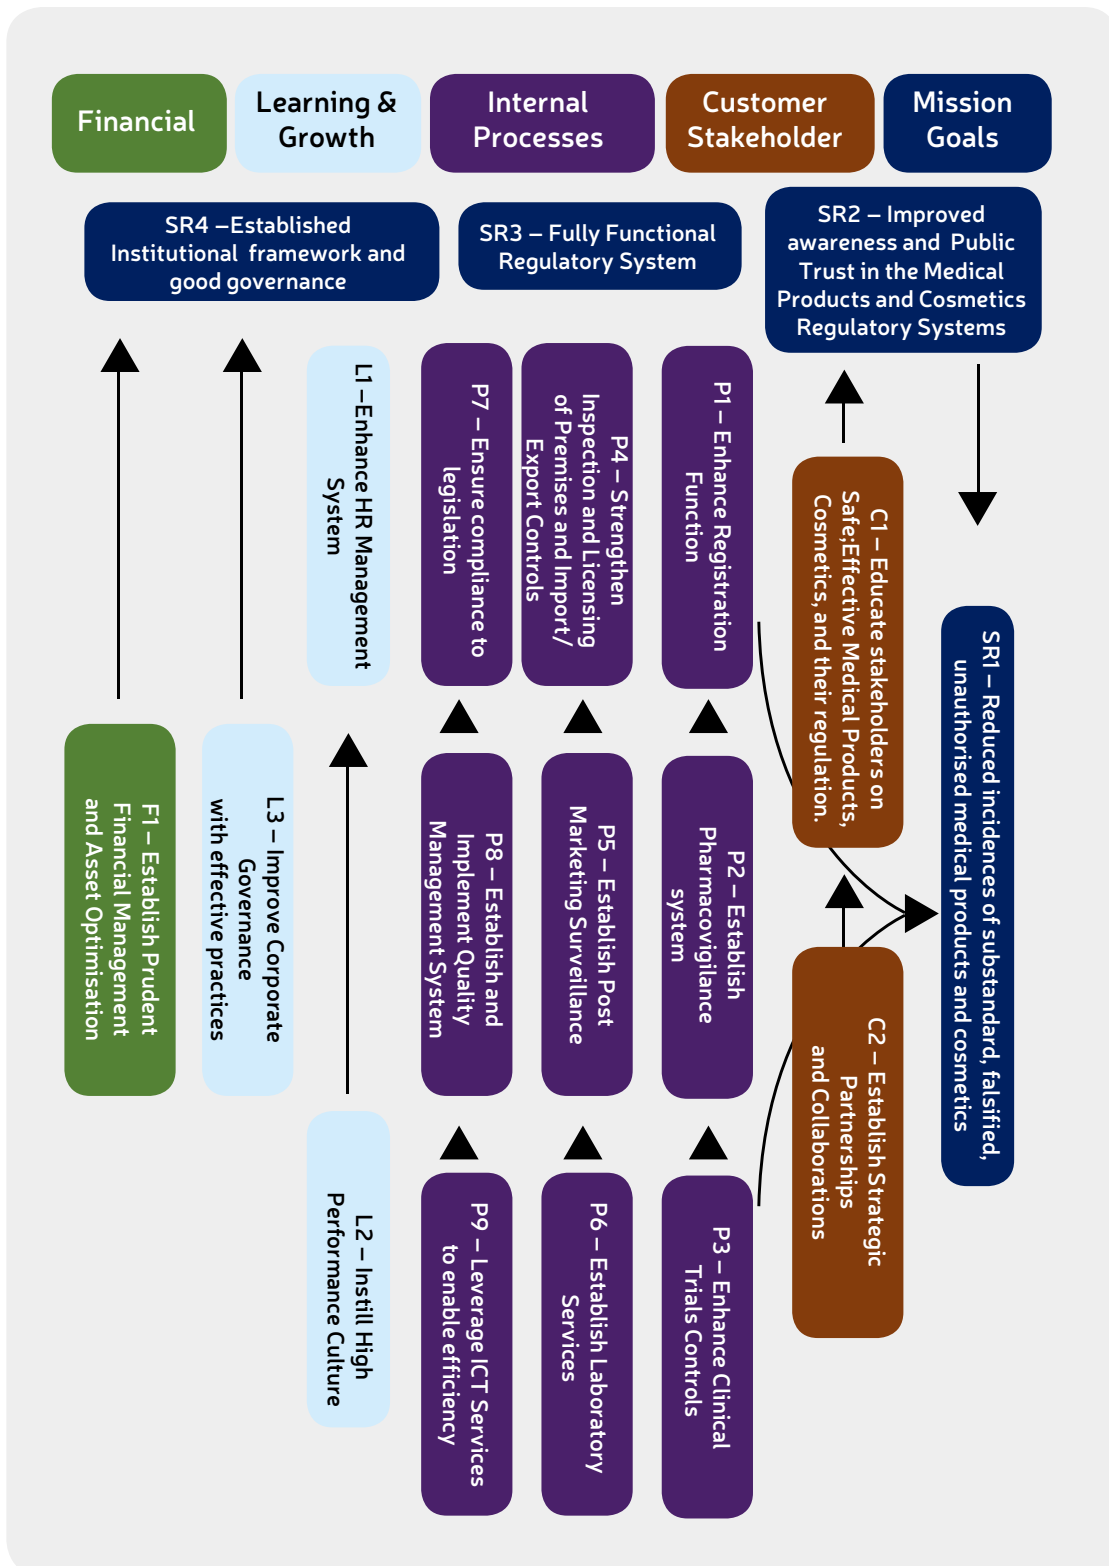 Financial
Learning &
Growth
Internal
Processes
Customer
Stakeholder
Mission
Goals
SR4 –Established
Institutional framework and
good governance
SR3 – Fully Functional
Regulatory System
SR2 – Improved
awareness and Public
Trust in the Medical
Products and Cosmetics
Regulatory Systems
L1 –Enhance HR Management
System
P7 – Ensure compliance to
legislation
P4 – Strengthen
Inspection and Licensing
of Premises and Import/
Export Controls
P1 – Enhance Registration
Function
C1 – Educate stakeholders on
Safe;Effective Medical Products,
Cosmetics, and their regulation.
SR1 – Reduced incidences of substandard, falsified,
unauthorised medical products and cosmetics
F1 – Establish Prudent
Financial Management
and Asset Optimisation
L3 – Improve Corporate
Governance
with effective practices
P8 – Establish and
Implement Quality
Management System
P5 – Establish Post
Marketing Surveillance
P2 – Establish
Pharmacovigilance
system
C2 – Establish Strategic
Partnerships
and Collaborations
L2 – Instill High
Performance Culture
P9 – Leverage ICT Services
to enable efficiency
P6 – Establish Laboratory
Services
P3 – Enhance Clinical
Trials Controls